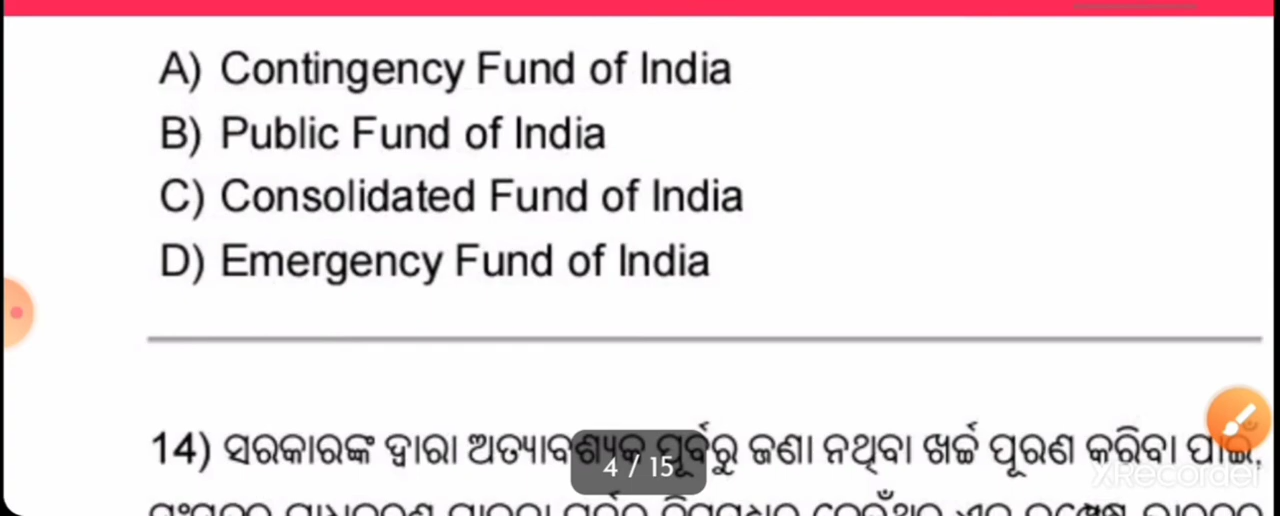 A) Contingency Fund of India
B) Public Fund of India
C) Consolidated Fund of India
D) Emergency Fund of India
14) ସରକାରଙ୍କ ଦ୍ୱାରା ଅତ୍ୟାବଶ୍ୟକ ପୂର୍ବରୁ ଜଣା ନଥିବା ଖର୍ଚ୍ଚ ପୂରଣ କରିବା ପାଇଁ,
4 / 15
XRecorder